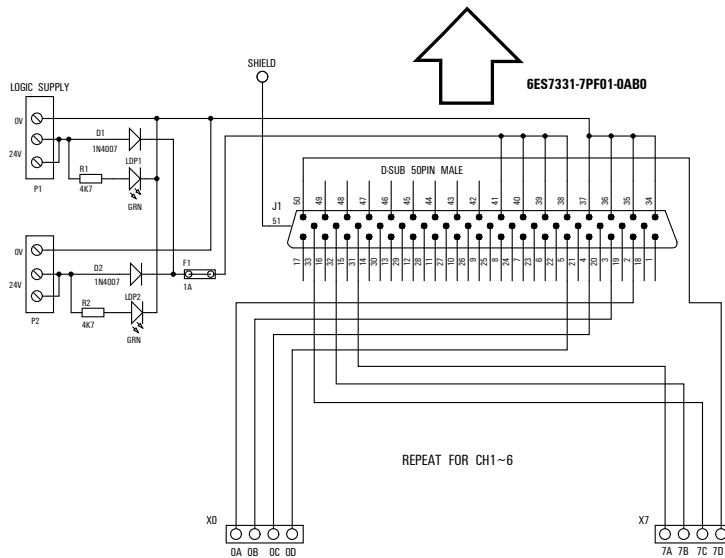 6ES7331-7PF01-0AB0
SHIELD
LOGIC SUPPLY
0V
24V
P1
D1
1N4007
R1
4K7
LDP1
GRN
0V
24V
P2
D2
1N4007
R2
4K7
LDP2
GRN
F1
1A
D-SUB 50PIN MALE
J1
51
50 49 48 47 46 45 44 43 42 41 40 39 38 37 36 35 34
17 33 16 32 15 31 14 30 13 29 12 28 11 27 10 26 9 25 8 24 7 23 6 22 5 21 4 20 3 19 2 18 1
REPEAT FOR CH1~6
X0
0A 0B 0C 0D
X7
7A 7B 7C 7D